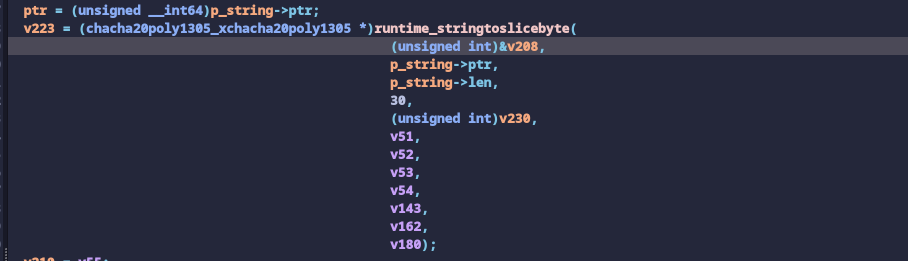 ptr = (unsigned __int64)p_string->ptr;
v223 = (chacha20poly1305_xchacha20poly1305 *)runtime_stringtoslicebyte(
(unsigned int)&v208,
p_string->ptr,
p_string->len,
30,
(unsigned int)v230,
v51,
v52,
v53,
v54,
v143,
v162,
v180);